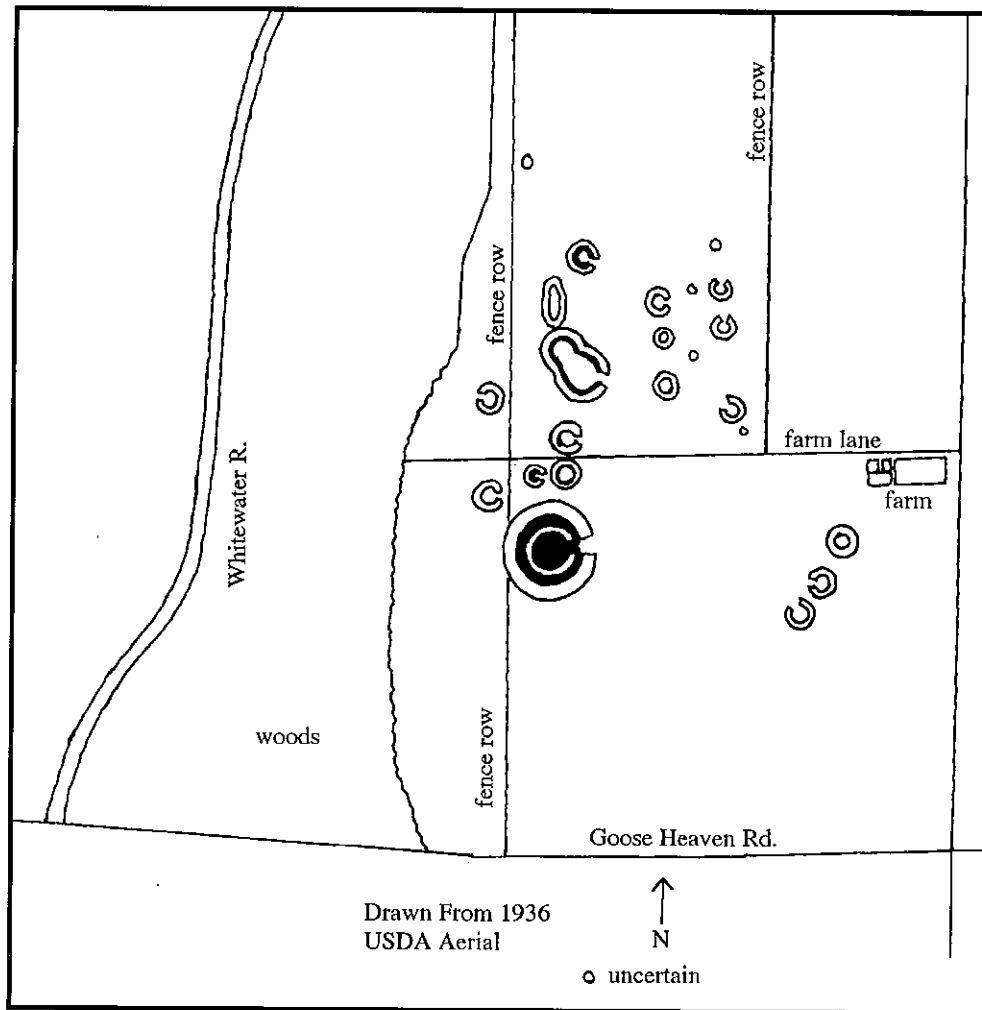 fence row
fence row
farm lane
farm
Whitewater R.
woods
fence row
Goose Heaven Rd.
Drawn From 1936
USDA Aerial
N
uncertain